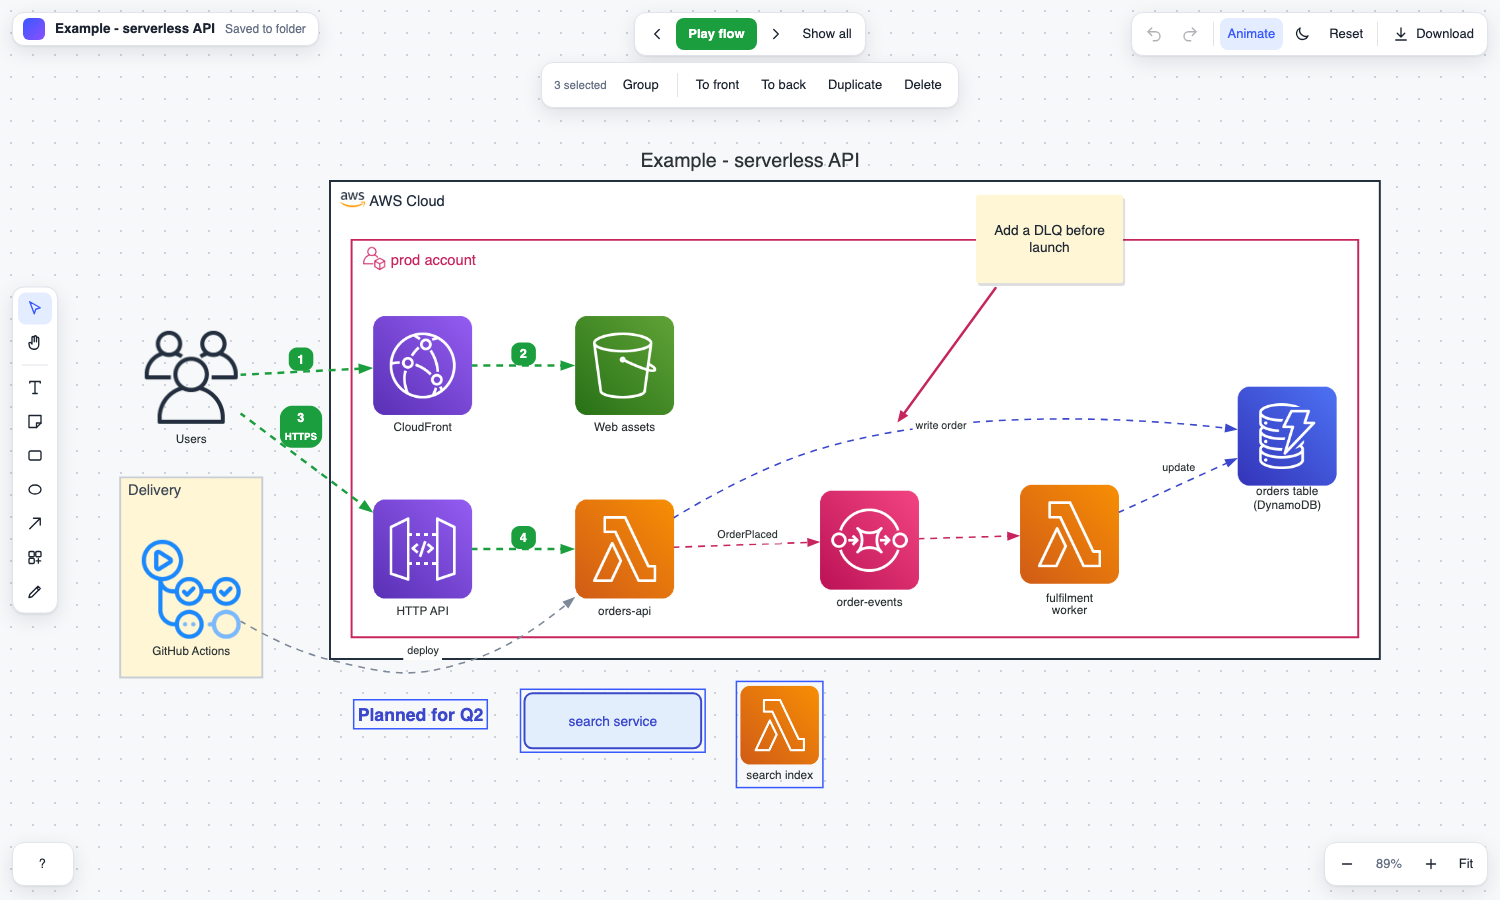 Example - serverless API
Saved to folder
Play flow
Show all
Animate
Reset
Download
3 selected
Group
To front
To back
Duplicate
Delete
Example - serverless API
aws
AWS Cloud
Add a DLQ before
launch
prod account
1
2
3
HTTPS
Users
CloudFront
Web assets
write order
update
orders table
(DynamoDB)
Delivery
4
OrderPlaced
HTTP API
orders-api
order-events
fulfilment
worker
GitHub Actions
deploy
Planned for Q2
search service
search index
T
?
89%
Fit